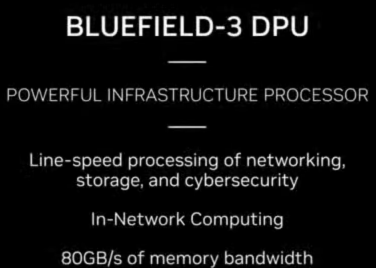 BLUEFIELD-3 DPU
POWERFUL INFRASTRUCTURE PROCESSOR
Line-speed processing of networking,
storage, and cybersecurity
In-Network Computing
80GB/s of memory bandwidth